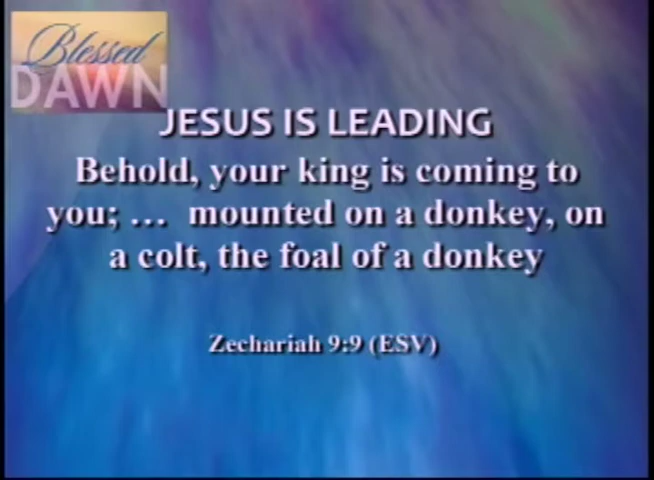 Blessed
DAWN
JESUS IS LEADING
Behold, your king is coming to
you; ... mounted on a donkey, on
a colt, the foal of a donkey
Zechariah 9:9 (ESV)